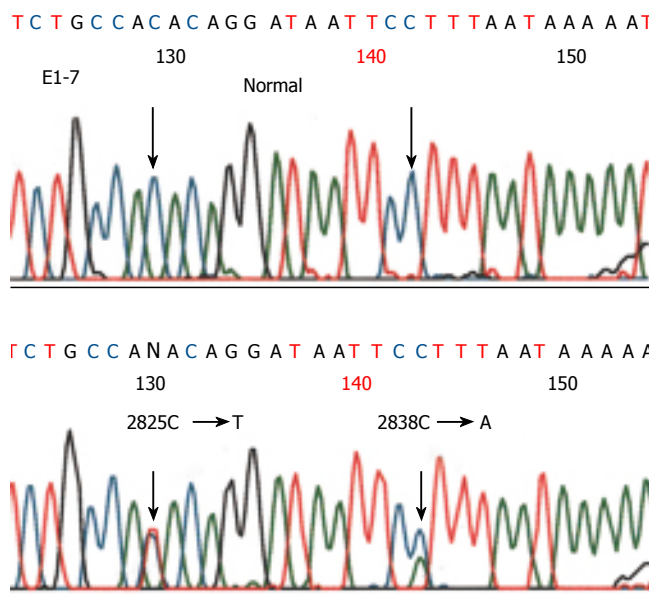 T C T G C C A C A C A G G A T A A T T C C T T T A A T A A A A A T
130 140 150
E1-7 Normal
T C T G C C A N A C A G G A T A A T T C C T T T A A T A A A A A
130 140 150
2825C → T 2838C → A